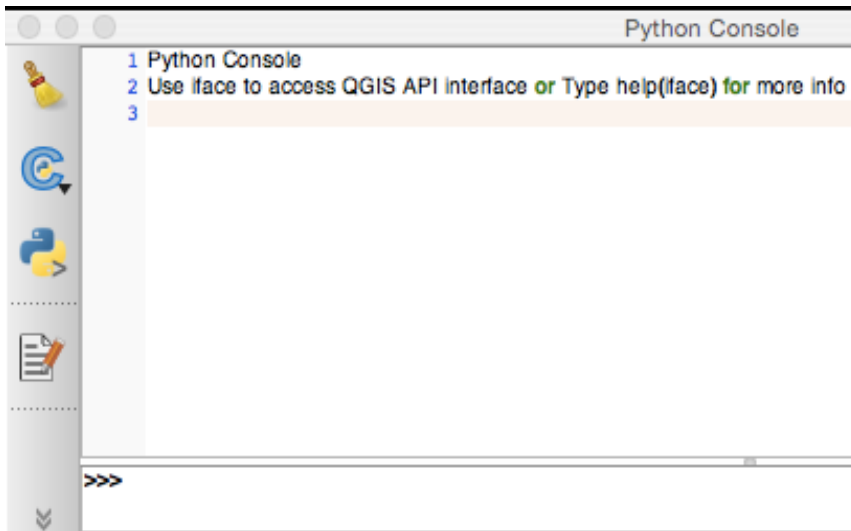 Python Console
1 Python Console
2 Use iface to access QGIS API interface or Type help(iface) for more info
3
>>>